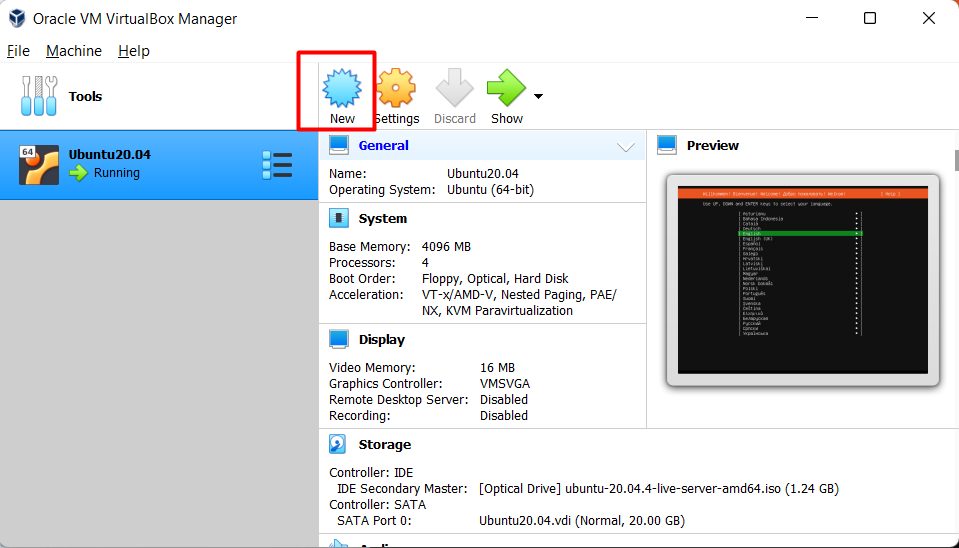 Oracle VM VirtualBox Manager
File Machine Help
Tools
New Settings Discard Show
64
Ubuntu20.04
Running
General
Name: Ubuntu20.04
Operating System: Ubuntu (64-bit)
System
Base Memory: 4096 MB
Processors: 4
Boot Order: Floppy, Optical, Hard Disk
Acceleration: VT-x/AMD-V, Nested Paging, PAE/
NX, KVM Paravirtualization
Display
Video Memory: 16 MB
Graphics Controller: VMSVGA
Remote Desktop Server: Disabled
Recording: Disabled
Storage
Controller: IDE
IDE Secondary Master: [Optical Drive] ubuntu-20.04.4-live-server-amd64.iso (1.24 GB)
Controller: SATA
SATA Port 0: Ubuntu20.04.vdi (Normal, 20.00 GB)
Preview
Willkommen! Bienvenue! Welcome! Добро пожаловать! Welkom! [ Help ]
Use UP, DOWN and ENTER keys to select your language.
[ Asturianu ▸ ]
[ Bahasa Indonesia ▸ ]
[ Català ▸ ]
[ Deutsch ▸ ]
[ English ▸ ]
[ English (UK) ▸ ]
[ Español ▸ ]
[ Français ▸ ]
[ Galego ▸ ]
[ Hrvatski ▸ ]
[ Latviski ▸ ]
[ Lietuviškai ▸ ]
[ Magyar ▸ ]
[ Nederlands ▸ ]
[ Norsk bokmål ▸ ]
[ Polski ▸ ]
[ Português ▸ ]
[ Suomi ▸ ]
[ Svenska ▸ ]
[ Čeština ▸ ]
[ Ελληνικά ▸ ]
[ Беларуская ▸ ]
[ Русский ▸ ]
[ Српски ▸ ]
[ Українська ▸ ]